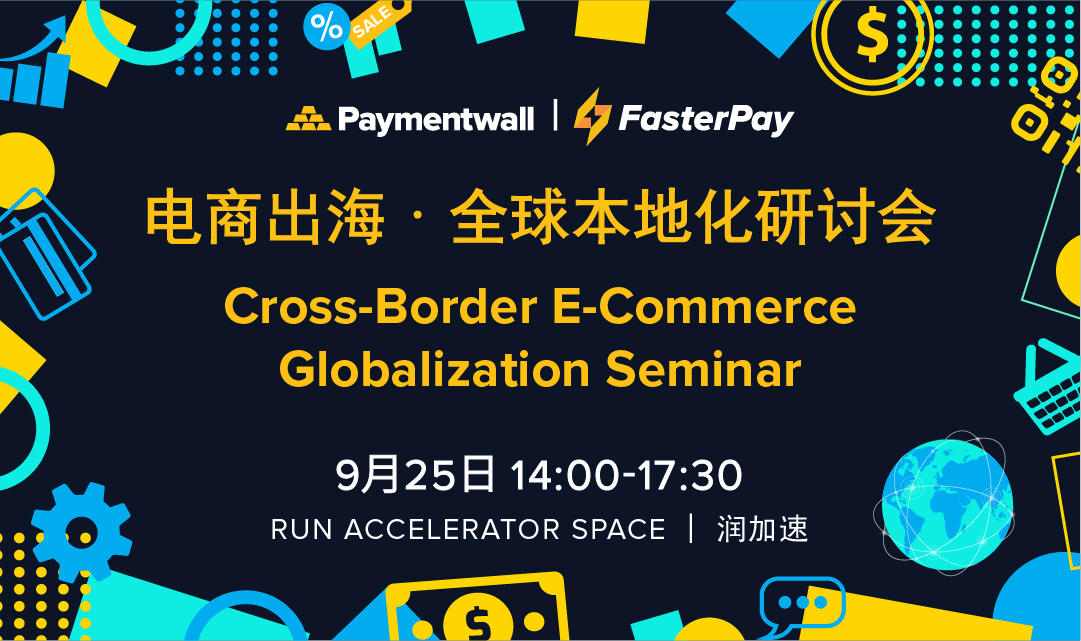 % SALE
$
Paymentwall | FasterPay
电商出海 · 全球本地化研讨会
Cross-Border E-Commerce
Globalization Seminar
9月25日 14:00-17:30
RUN ACCELERATOR SPACE | 润加速
$